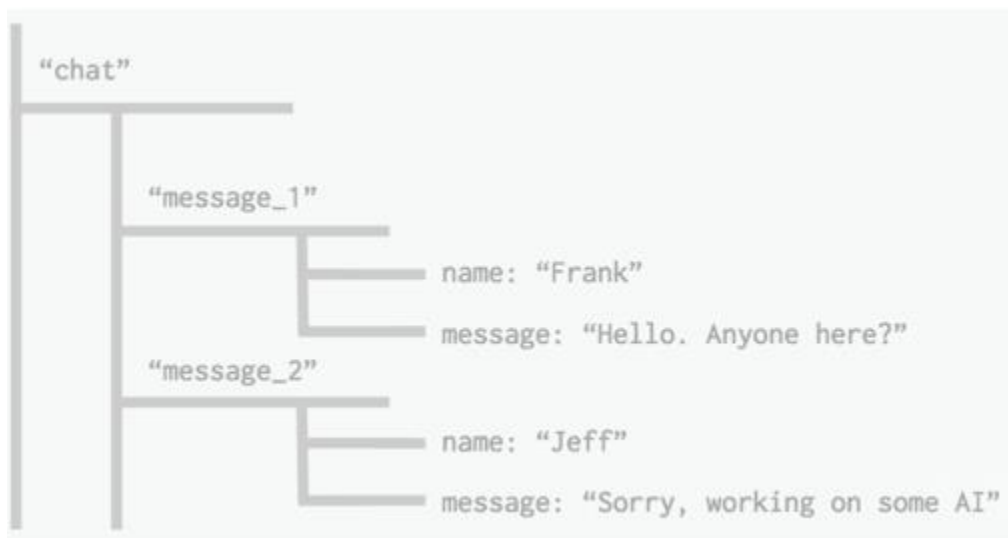 “chat”
“message_1”
name: “Frank”
message: “Hello. Anyone here?”
“message_2”
name: “Jeff”
message: “Sorry, working on some AI”